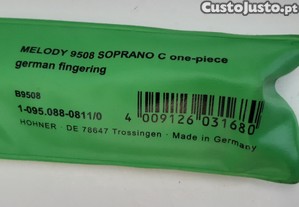 CustoJusto.pt
MELODY 9508 SOPRANO C one-piece
german fingering
B9508
1-095.088-0811/0
4 009126 031680
HOHNER · DE 78647 Trossingen · Made in Germany